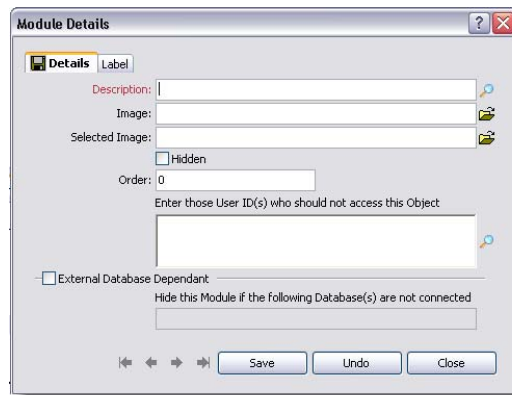 Module Details
Details Label
Description:
Image:
Selected Image:
Hidden
Order: 0
Enter those User ID(s) who should not access this Object
External Database Dependant
Hide this Module if the following Database(s) are not connected
Save Undo Close